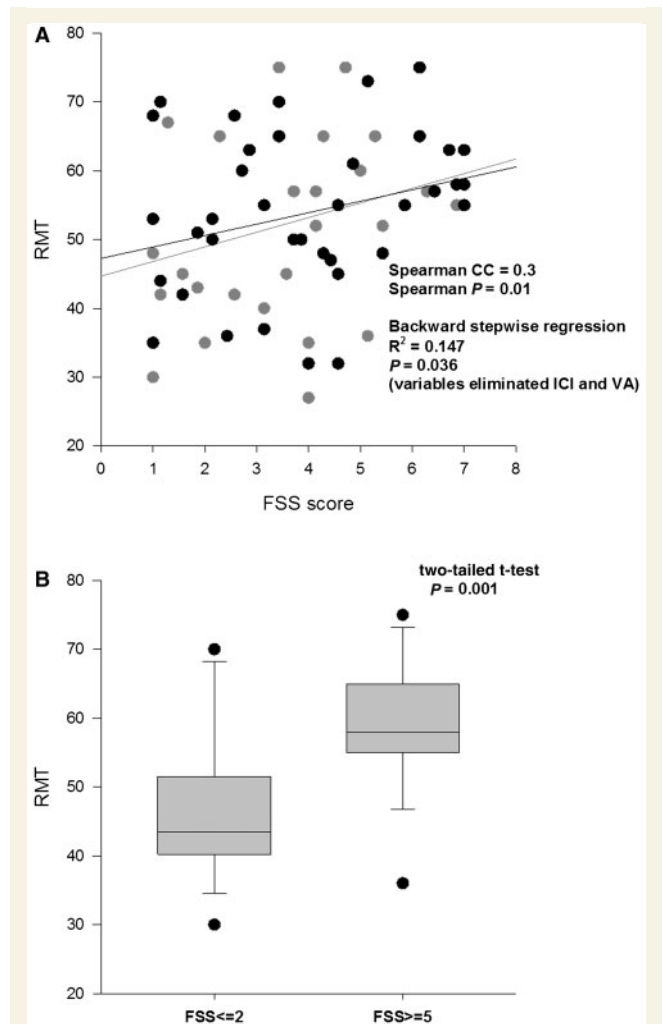 A
80
70
60
50
40
30
20
RMT
0 1 2 3 4 5 6 7 8
FSS score
Spearman CC = 0.3
Spearman P = 0.01
Backward stepwise regression
R² = 0.147
P = 0.036
(variables eliminated ICI and VA)
B
two-tailed t-test
P = 0.001
80
70
60
50
40
30
20
RMT
FSS<=2 FSS>=5